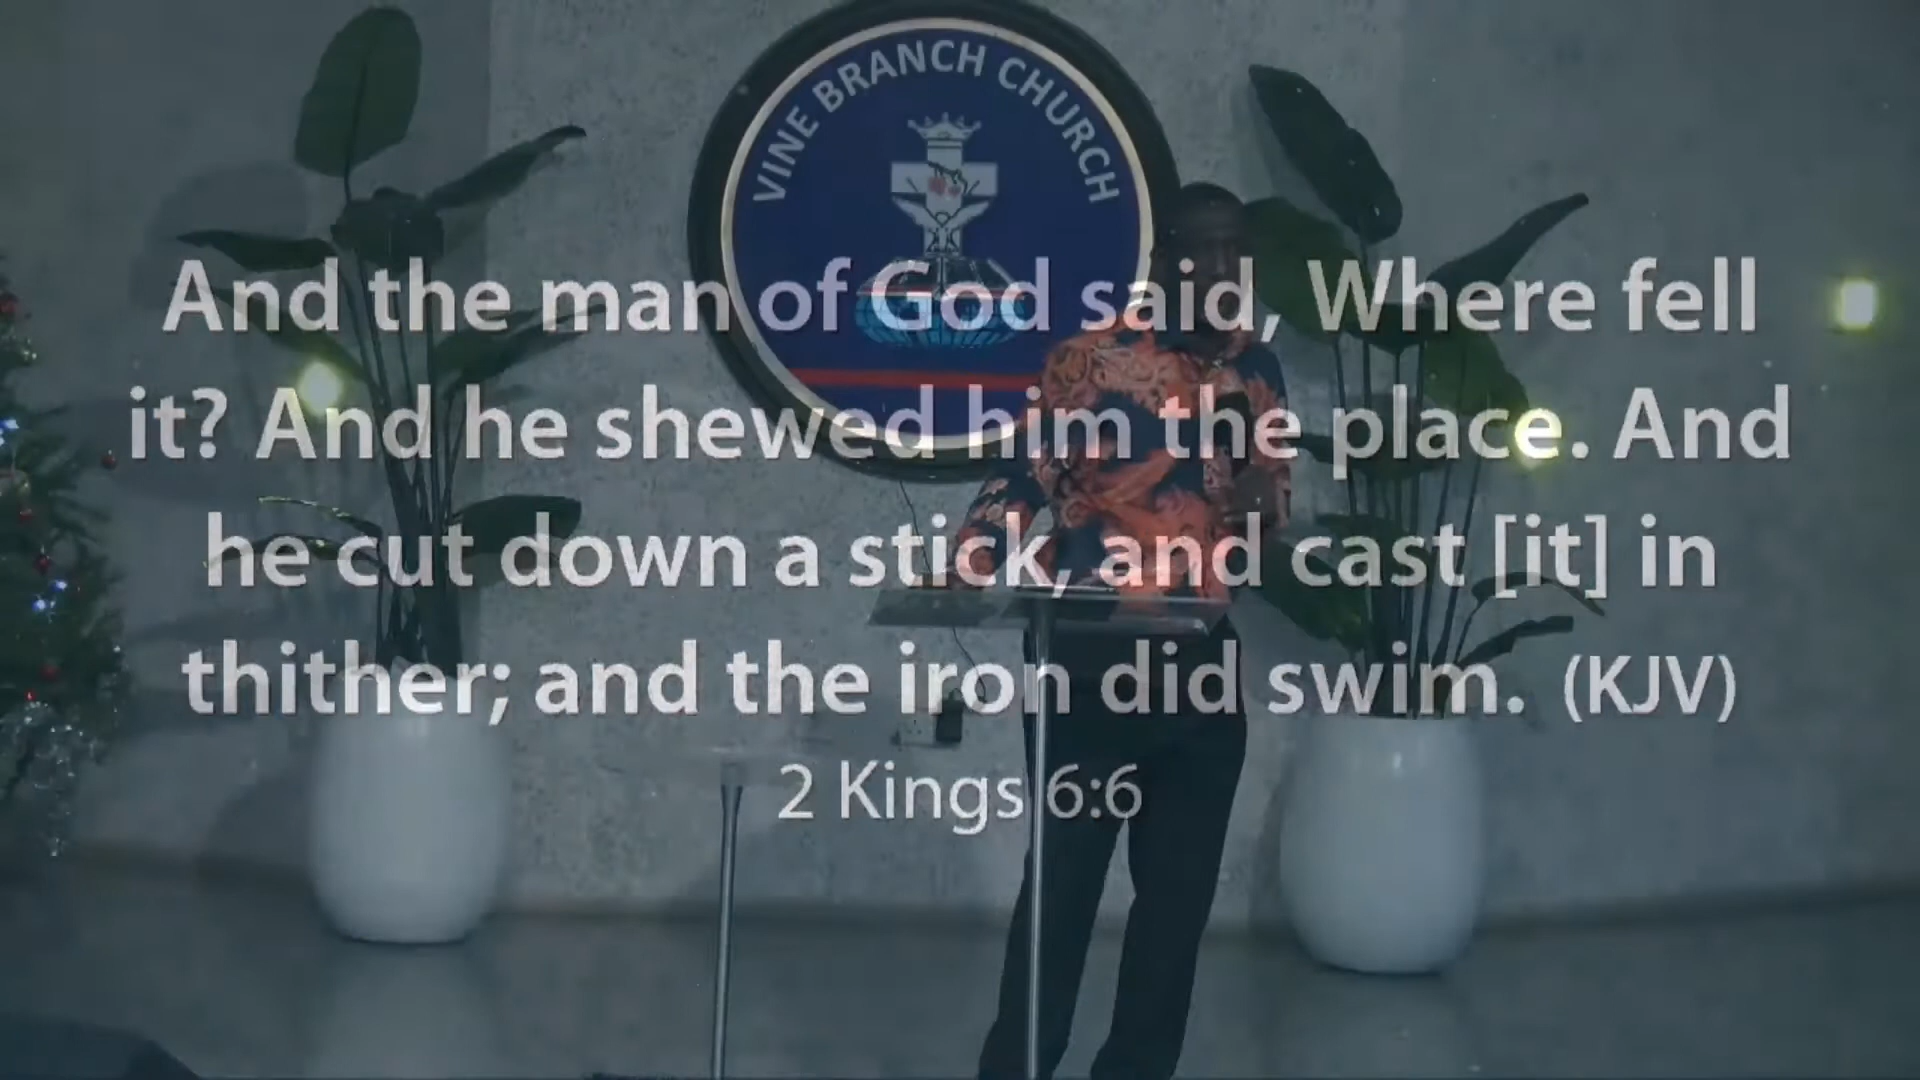 VINE BRANCH CHURCH
And the man of God said, Where fell
it? And he shewed him the place. And
he cut down a stick, and cast [it] in
thither; and the iron did swim. (KJV)
2 Kings 6:6